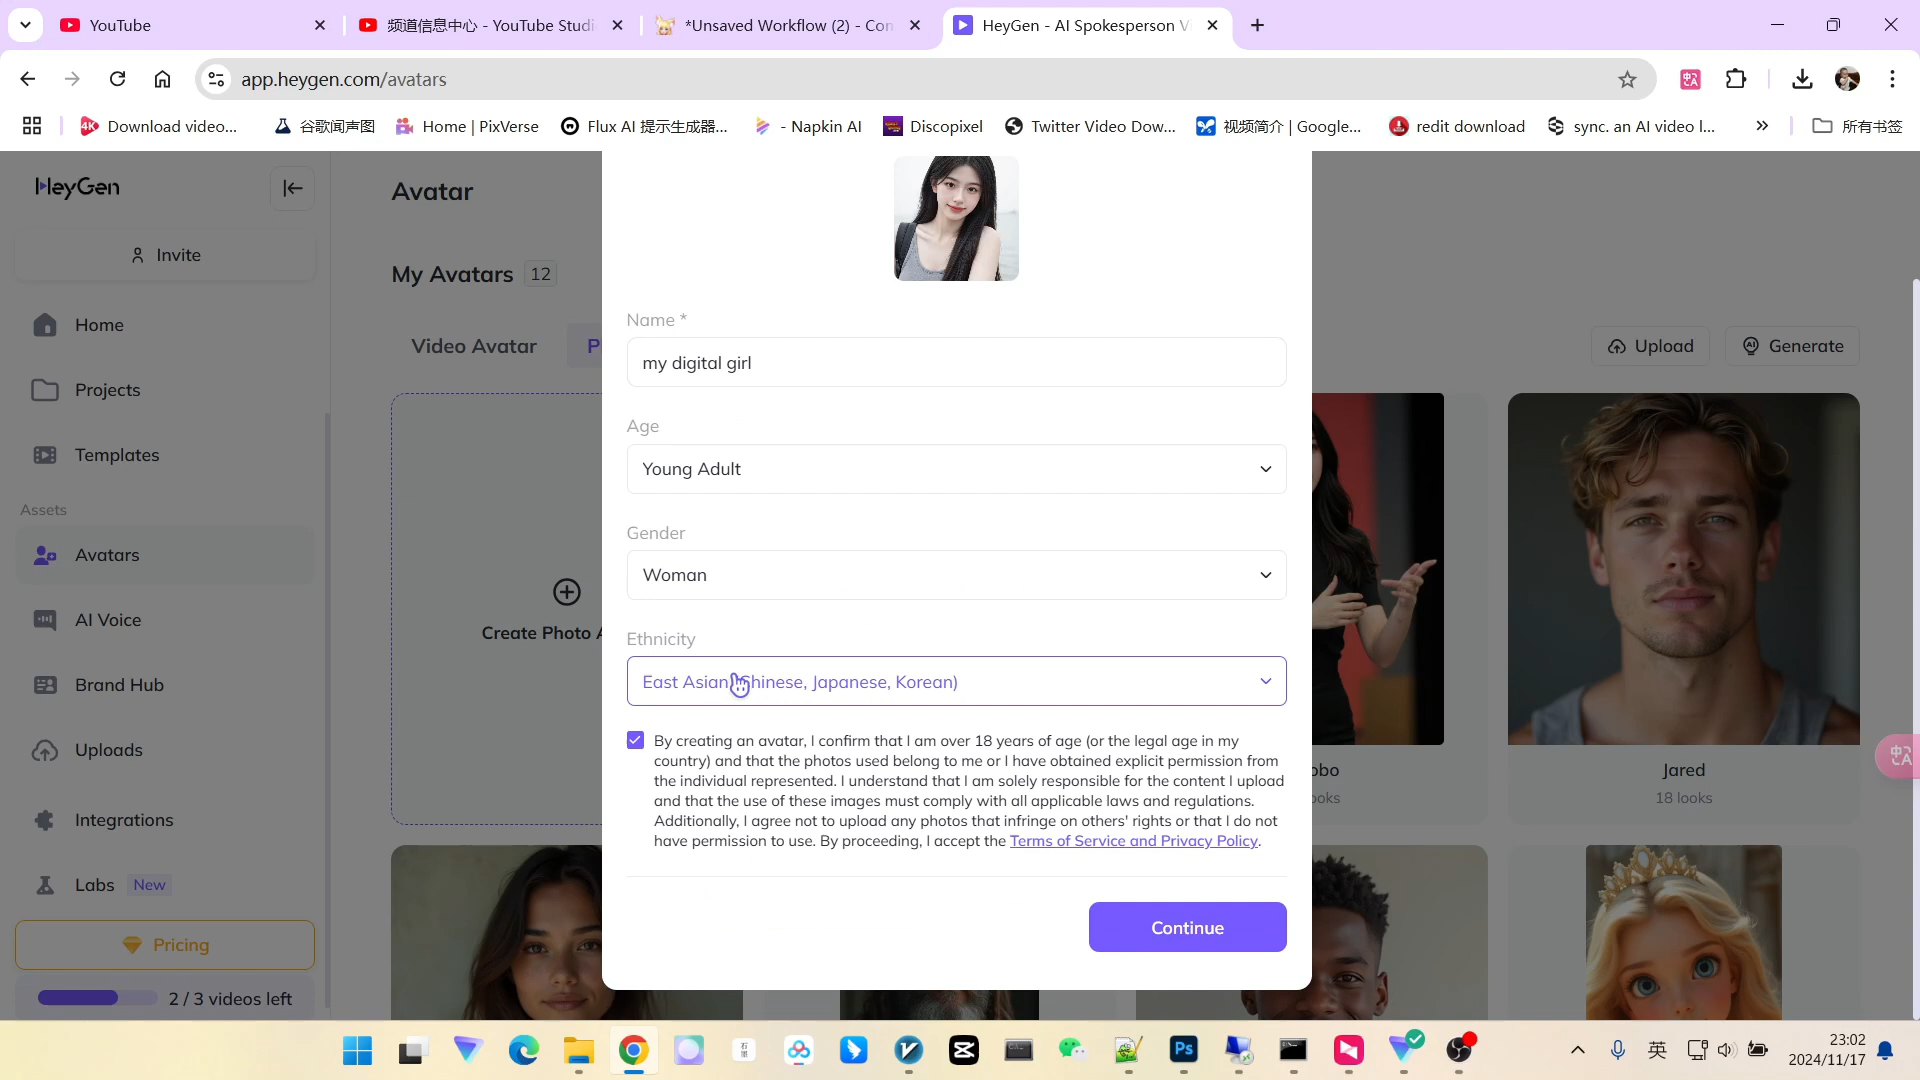 YouTube
频道信息中心 - YouTube Studi
*Unsaved Workflow (2) - Con
HeyGen - AI Spokesperson Vi
app.heygen.com/avatars
Download video...
谷歌闻声图
Home | PixVerse
Flux AI 提示生成器...
- Napkin AI
Discopixel
Twitter Video Dow...
视频简介 | Google...
redit download
sync. an AI video l...
所有书签
HeyGen
Invite
Home
Projects
Templates
Assets
Avatars
AI Voice
Brand Hub
Uploads
Integrations
Labs New
Pricing
2 / 3 videos left
Avatar
My Avatars 12
Video Avatar
P
Upload
Generate
Create Photo A
Name *
my digital girl
Age
Young Adult
Gender
Woman
Ethnicity
East Asian (Chinese, Japanese, Korean)
By creating an avatar, I confirm that I am over 18 years of age (or the legal age in my
country) and that the photos used belong to me or I have obtained explicit permission from
the individual represented. I understand that I am solely responsible for the content I upload
and that the use of these images must comply with all applicable laws and regulations.
Additionally, I agree not to upload any photos that infringe on others' rights or that I do not
have permission to use. By proceeding, I accept the Terms of Service and Privacy Policy.
Continue
obo
ooks
Jared
18 looks
英
23:02
2024/11/17